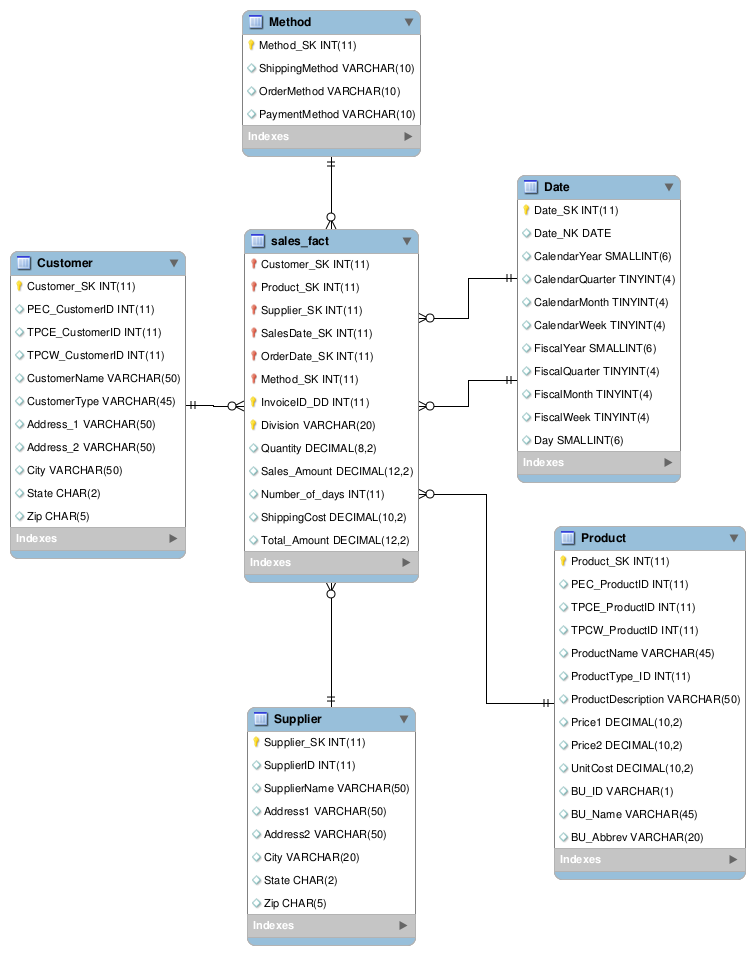 Method
Method_SK INT(11)
ShippingMethod VARCHAR(10)
OrderMethod VARCHAR(10)
PaymentMethod VARCHAR(10)
Indexes
Date
Date_SK INT(11)
Date_NK DATE
CalendarYear SMALLINT(6)
CalendarQuarter TINYINT(4)
CalendarMonth TINYINT(4)
CalendarWeek TINYINT(4)
FiscalYear SMALLINT(6)
FiscalQuarter TINYINT(4)
FiscalMonth TINYINT(4)
FiscalWeek TINYINT(4)
Day SMALLINT(6)
Indexes
sales_fact
Customer_SK INT(11)
Product_SK INT(11)
Supplier_SK INT(11)
SalesDate_SK INT(11)
OrderDate_SK INT(11)
Method_SK INT(11)
InvoiceID_DD INT(11)
Division VARCHAR(20)
Quantity DECIMAL(8,2)
Sales_Amount DECIMAL(12,2)
Number_of_days INT(11)
ShippingCost DECIMAL(10,2)
Total_Amount DECIMAL(12,2)
Indexes
Customer
Customer_SK INT(11)
PEC_CustomerID INT(11)
TPCE_CustomerID INT(11)
TPCW_CustomerID INT(11)
CustomerName VARCHAR(50)
CustomerType VARCHAR(45)
Address_1 VARCHAR(50)
Address_2 VARCHAR(50)
City VARCHAR(50)
State CHAR(2)
Zip CHAR(5)
Indexes
Product
Product_SK INT(11)
PEC_ProductID INT(11)
TPCE_ProductID INT(11)
TPCW_ProductID INT(11)
ProductName VARCHAR(45)
ProductType_ID INT(11)
ProductDescription VARCHAR(50)
Price1 DECIMAL(10,2)
Price2 DECIMAL(10,2)
UnitCost DECIMAL(10,2)
BU_ID VARCHAR(1)
BU_Name VARCHAR(45)
BU_Abbrev VARCHAR(20)
Indexes
Supplier
Supplier_SK INT(11)
SupplierID INT(11)
SupplierName VARCHAR(50)
Address1 VARCHAR(50)
Address2 VARCHAR(50)
City VARCHAR(20)
State CHAR(2)
Zip CHAR(5)
Indexes